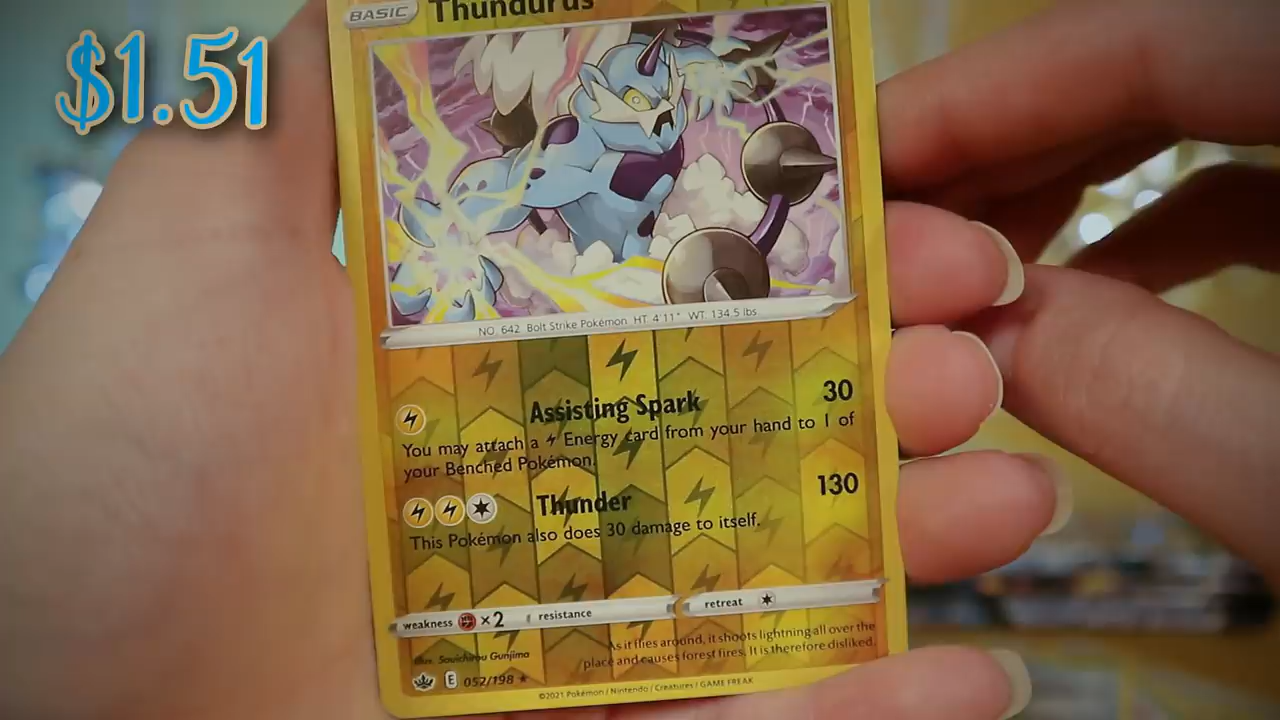 $1.51
BASIC Thundurus
NO. 642 Bolt Strike Pokémon HT 4'11" WT 134.5 lbs
Assisting Spark 30
You may attach a Energy card from your hand to 1 of
your Benched Pokémon.
Thunder 130
This Pokémon also does 30 damage to itself.
weakness ×2 resistance retreat
As it flies around, it shoots lightning all over the
place and causes forest fires. It is therefore disliked.
Illus. Souichirou Gunjima
E 052/198 ★
©2021 Pokémon / Nintendo / Creatures / GAME FREAK